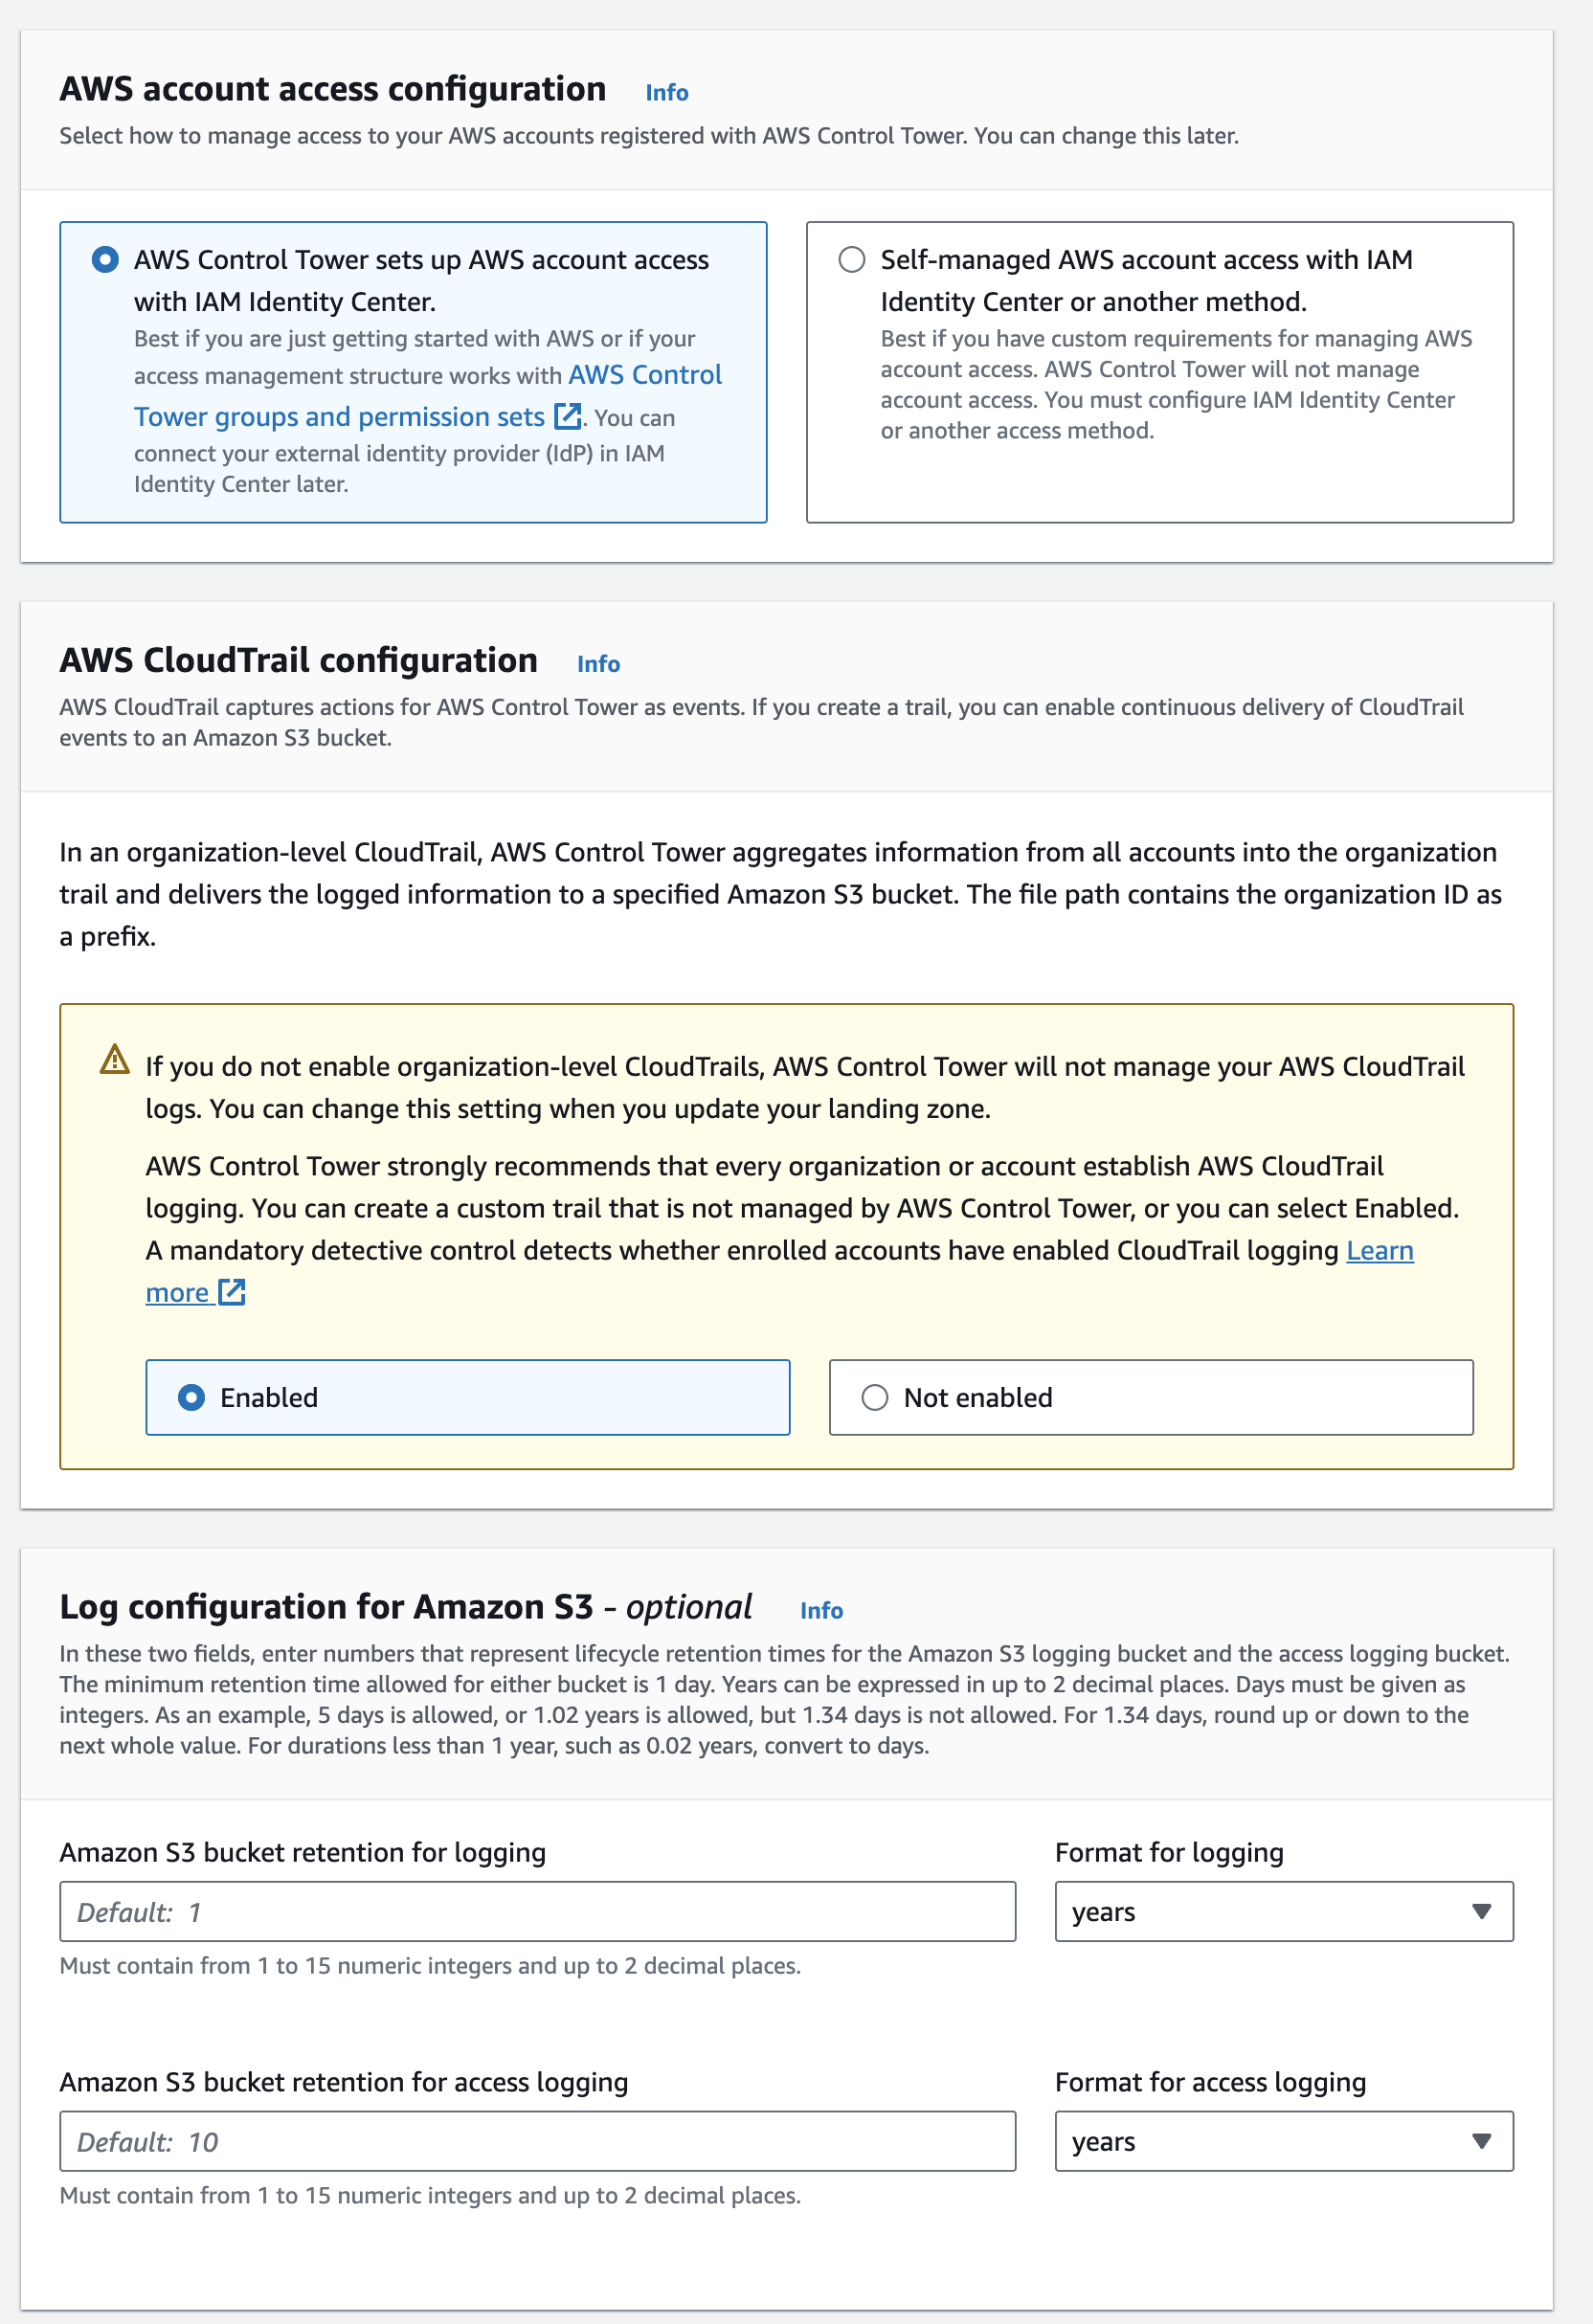 AWS account access configuration Info
Select how to manage access to your AWS accounts registered with AWS Control Tower. You can change this later.
AWS Control Tower sets up AWS account access
with IAM Identity Center.
Best if you are just getting started with AWS or if your
access management structure works with AWS Control
Tower groups and permission sets. You can
connect your external identity provider (IdP) in IAM
Identity Center later.
Self-managed AWS account access with IAM
Identity Center or another method.
Best if you have custom requirements for managing AWS
account access. AWS Control Tower will not manage
account access. You must configure IAM Identity Center
or another access method.
AWS CloudTrail configuration Info
AWS CloudTrail captures actions for AWS Control Tower as events. If you create a trail, you can enable continuous delivery of CloudTrail
events to an Amazon S3 bucket.
In an organization-level CloudTrail, AWS Control Tower aggregates information from all accounts into the organization
trail and delivers the logged information to a specified Amazon S3 bucket. The file path contains the organization ID as
a prefix.
If you do not enable organization-level CloudTrails, AWS Control Tower will not manage your AWS CloudTrail
logs. You can change this setting when you update your landing zone.
AWS Control Tower strongly recommends that every organization or account establish AWS CloudTrail
logging. You can create a custom trail that is not managed by AWS Control Tower, or you can select Enabled.
A mandatory detective control detects whether enrolled accounts have enabled CloudTrail logging Learn
more
Enabled
Not enabled
Log configuration for Amazon S3 - optional Info
In these two fields, enter numbers that represent lifecycle retention times for the Amazon S3 logging bucket and the access logging bucket.
The minimum retention time allowed for either bucket is 1 day. Years can be expressed in up to 2 decimal places. Days must be given as
integers. As an example, 5 days is allowed, or 1.02 years is allowed, but 1.34 days is not allowed. For 1.34 days, round up or down to the
next whole value. For durations less than 1 year, such as 0.02 years, convert to days.
Amazon S3 bucket retention for logging
Default: 1
Must contain from 1 to 15 numeric integers and up to 2 decimal places.
Format for logging
years
Amazon S3 bucket retention for access logging
Default: 10
Must contain from 1 to 15 numeric integers and up to 2 decimal places.
Format for access logging
years